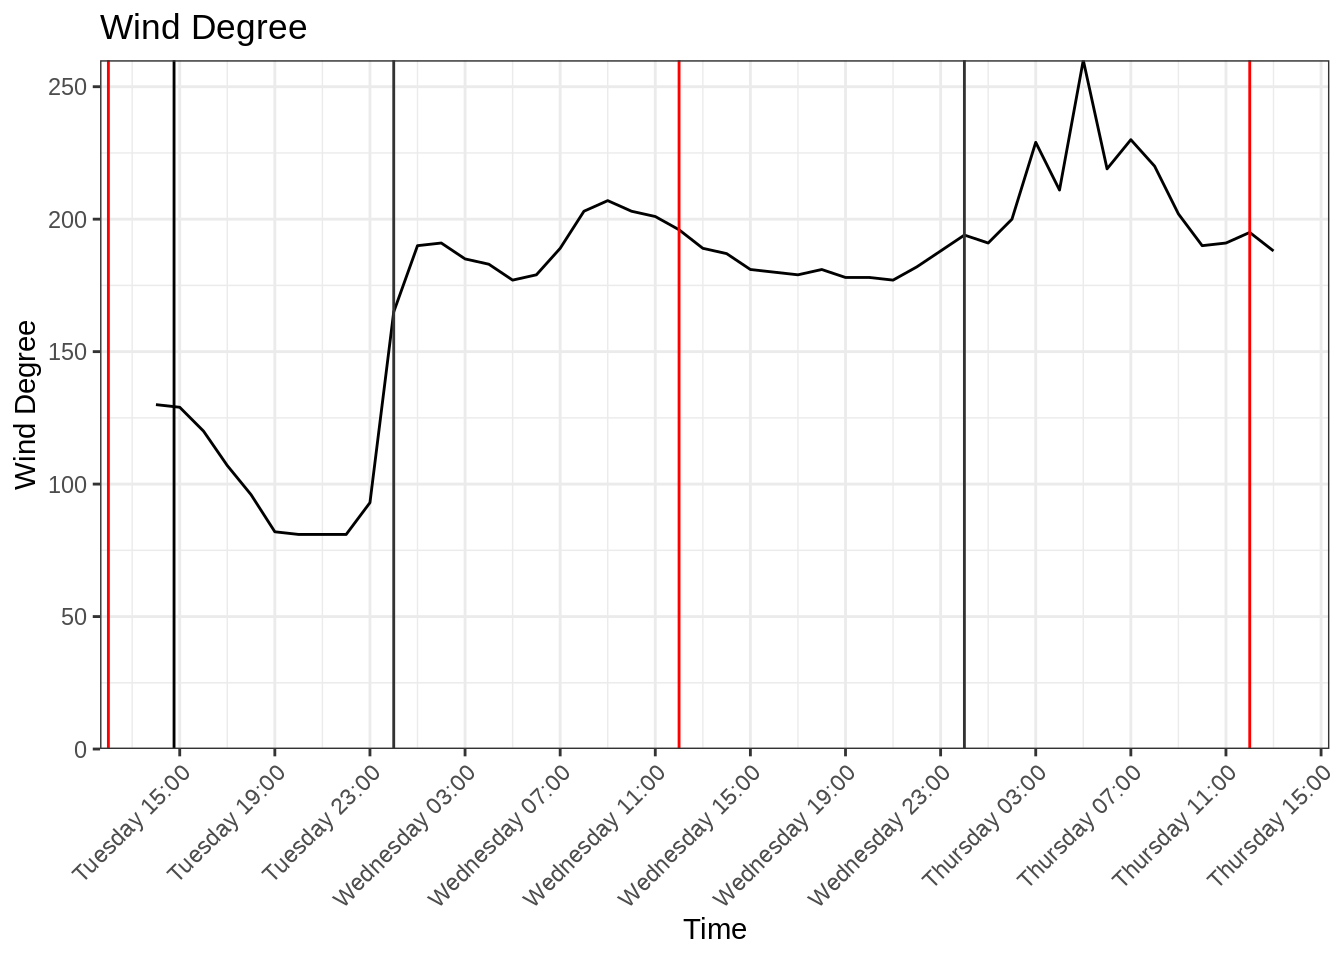 Wind Degree
Wind Degree
250
200
150
100
50
0
Tuesday 15:00
Tuesday 19:00
Tuesday 23:00
Wednesday 03:00
Wednesday 07:00
Wednesday 11:00
Wednesday 15:00
Wednesday 19:00
Wednesday 23:00
Thursday 03:00
Thursday 07:00
Thursday 11:00
Thursday 15:00
Time